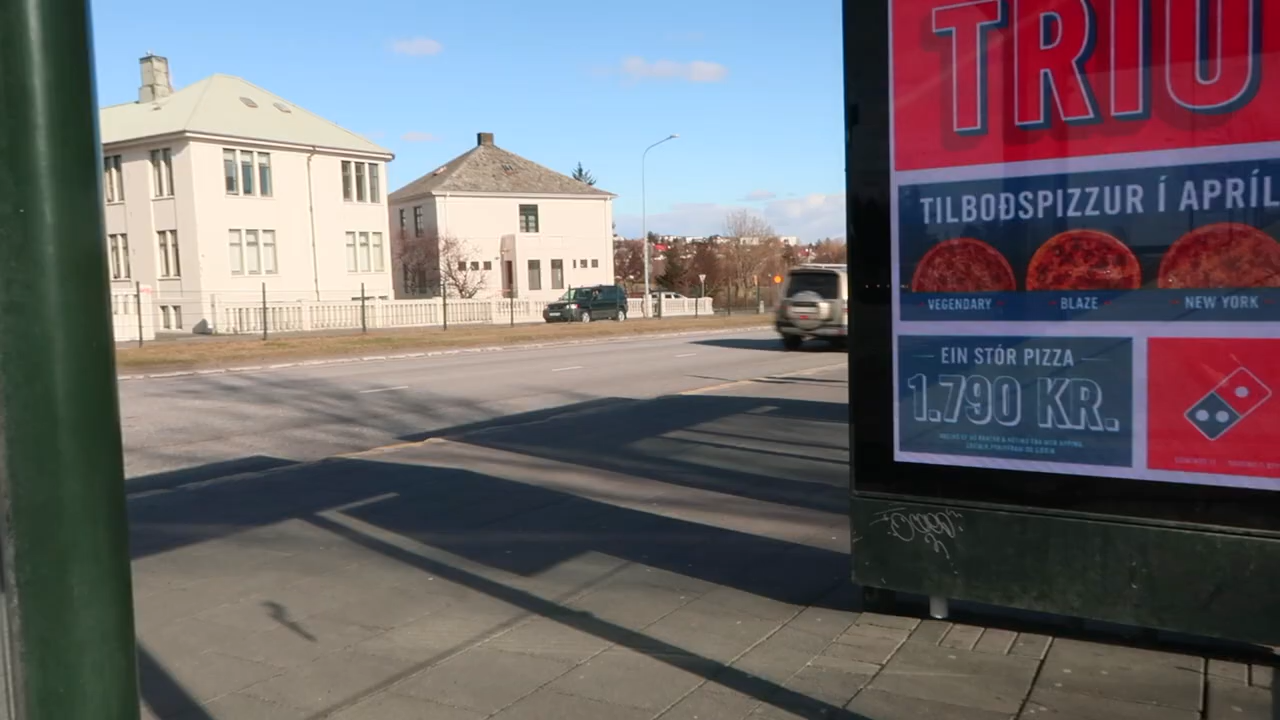 TRIO
TILBOÐSPIZZUR Í APRÍL
VEGENDARY
BLAZE
NEW YORK
EIN STÓR PIZZA
1.790 KR.